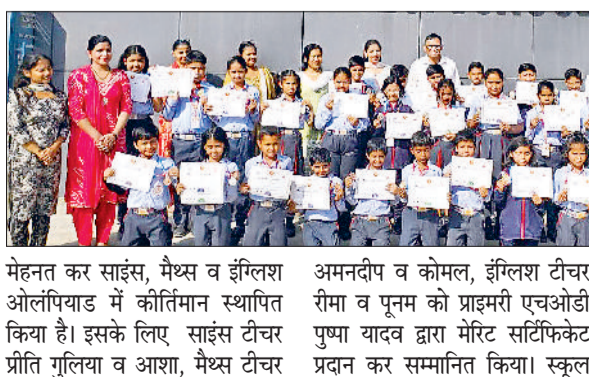 मेहनत कर साइंस, मैथ्स व इंग्लिश
ओलंपियाड में कीर्तिमान स्थापित
किया है। इसके लिए साइंस टीचर
प्रीति गुलिया व आशा, मैथ्स टीचर
अमनदीप व कोमल, इंग्लिश टीचर
रीमा व पूनम को प्राइमरी एचओडी
पुष्पा यादव द्वारा मेरिट सर्टिफिकेट
प्रदान कर सम्मानित किया। स्कूल